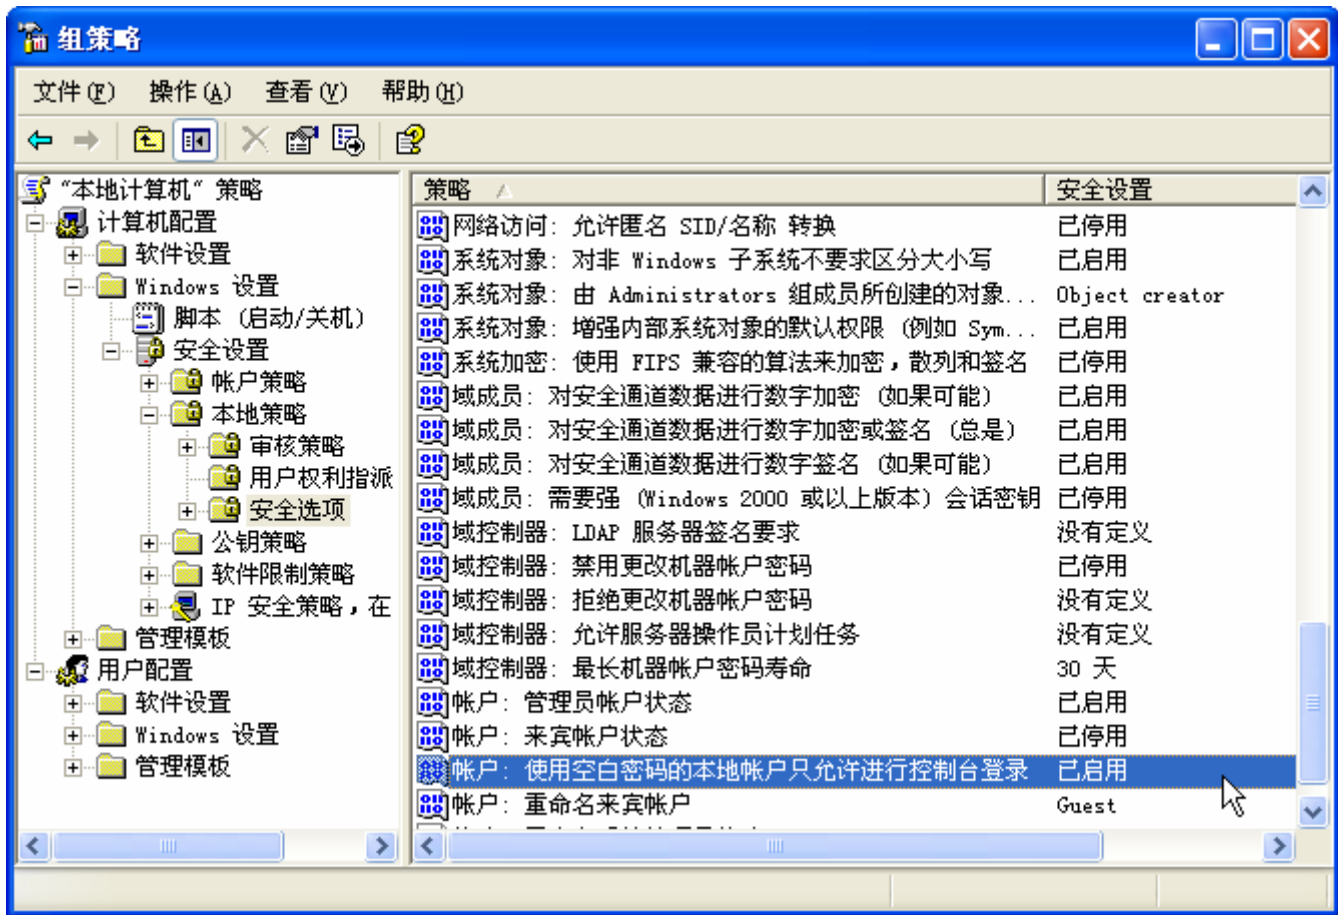 组策略
文件(F) 操作(A) 查看(V) 帮助(H)
“本地计算机”策略
计算机配置
软件设置
Windows 设置
脚本 (启动/关机)
安全设置
帐户策略
本地策略
审核策略
用户权利指派
安全选项
公钥策略
软件限制策略
IP 安全策略，在
管理模板
用户配置
软件设置
Windows 设置
管理模板
策略 安全设置
网络访问: 允许匿名 SID/名称 转换 已停用
系统对象: 对非 Windows 子系统不要求区分大小写 已启用
系统对象: 由 Administrators 组成员所创建的对象... Object creator
系统对象: 增强内部系统对象的默认权限 (例如 Sym... 已启用
系统加密: 使用 FIPS 兼容的算法来加密，散列和签名 已停用
域成员: 对安全通道数据进行数字加密 (如果可能) 已启用
域成员: 对安全通道数据进行数字加密或签名 (总是) 已启用
域成员: 对安全通道数据进行数字签名 (如果可能) 已启用
域成员: 需要强 (Windows 2000 或以上版本) 会话密钥 已停用
域控制器: LDAP 服务器签名要求 没有定义
域控制器: 禁用更改机器帐户密码 已停用
域控制器: 拒绝更改机器帐户密码 没有定义
域控制器: 允许服务器操作员计划任务 没有定义
域控制器: 最长机器帐户密码寿命 30 天
帐户: 管理员帐户状态 已启用
帐户: 来宾帐户状态 已停用
帐户: 使用空白密码的本地帐户只允许进行控制台登录 已启用
帐户: 重命名来宾帐户 Guest